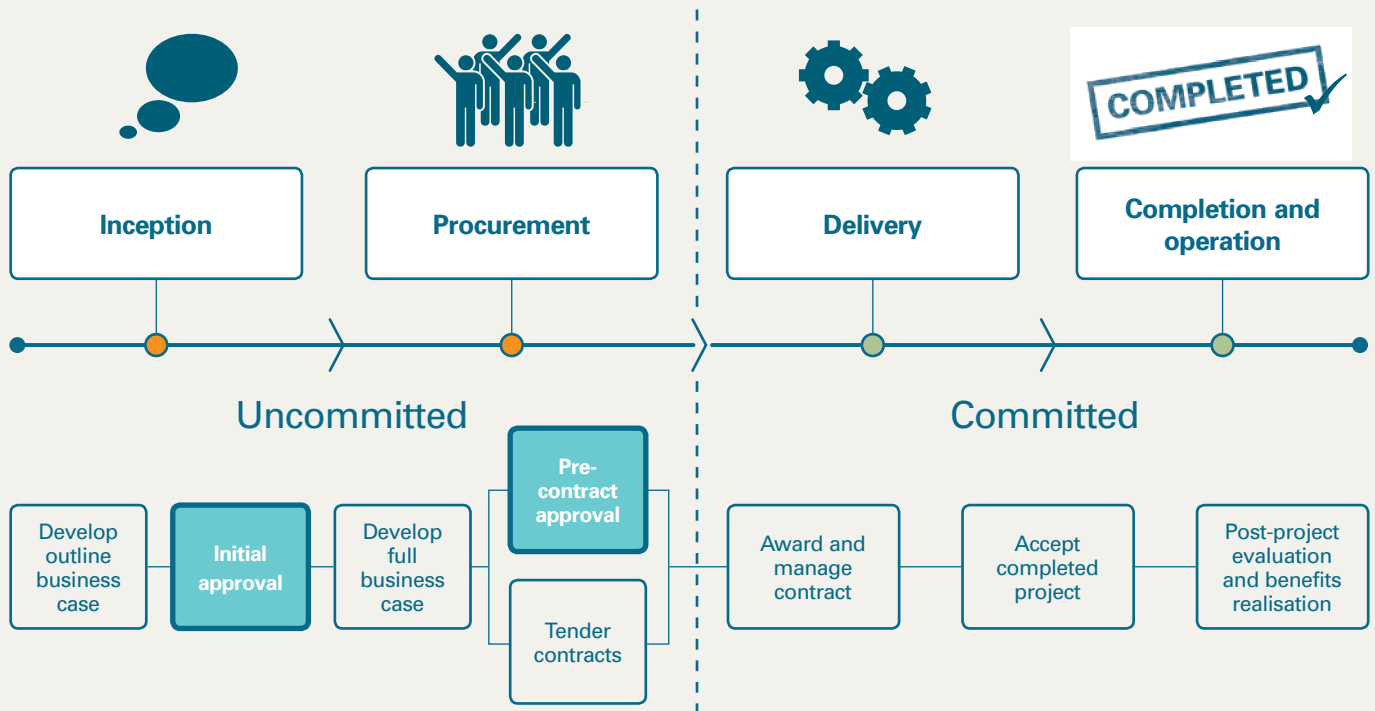 COMPLETED
Inception
Procurement
Delivery
Completion and
operation
Uncommitted
Committed
Develop
outline
business
case
Initial
approval
Develop
full
business
case
Pre-
contract
approval
Tender
contracts
Award and
manage
contract
Accept
completed
project
Post-project
evaluation
and benefits
realisation